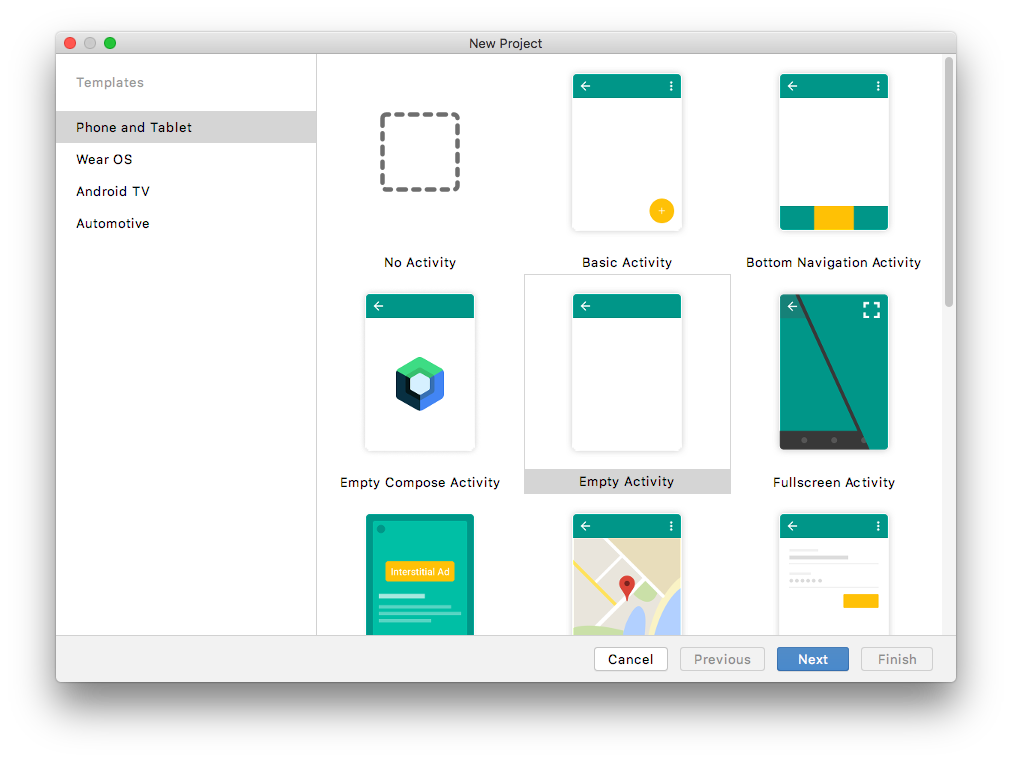 New Project
Templates
Phone and Tablet
Wear OS
Android TV
Automotive
No Activity
Basic Activity
Bottom Navigation Activity
Empty Compose Activity
Empty Activity
Fullscreen Activity
Interstitial Ad
Cancel
Previous
Next
Finish